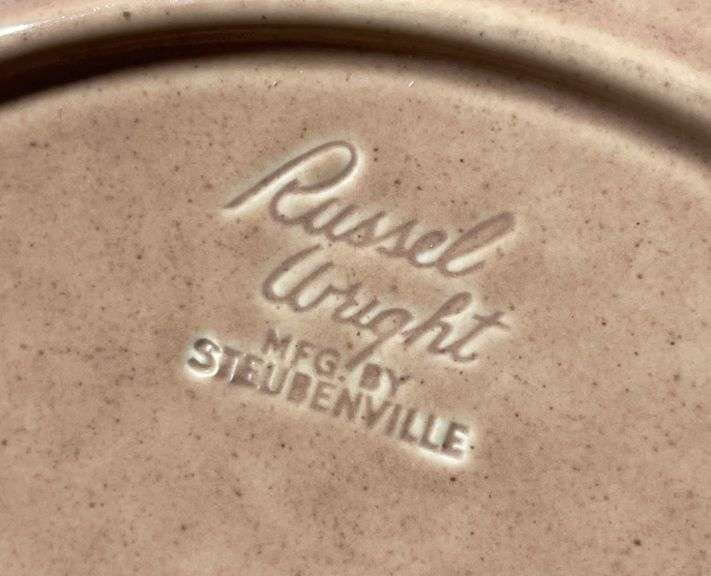 Russel
Wright
MFG. BY
STEUBENVILLE